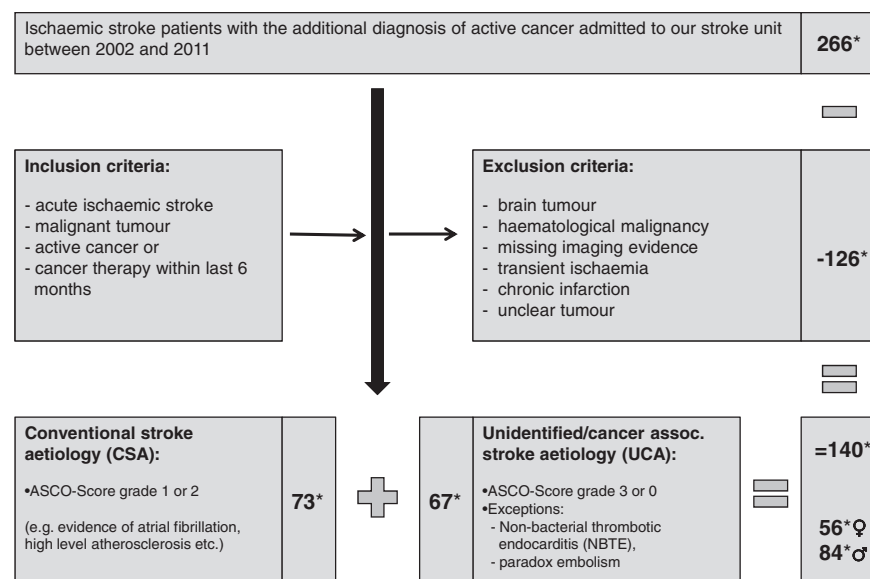 Ischaemic stroke patients with the additional diagnosis of active cancer admitted to our stroke unit
between 2002 and 2011
266*
Inclusion criteria:
- acute ischaemic stroke
- malignant tumour
- active cancer or
- cancer therapy within last 6
months
Exclusion criteria:
- brain tumour
- haematological malignancy
- missing imaging evidence
- transient ischaemia
- chronic infarction
- unclear tumour
-126*
Conventional stroke
aetiology (CSA):
•ASCO-Score grade 1 or 2
(e.g. evidence of atrial fibrillation,
high level atherosclerosis etc.)
73*
67*
Unidentified/cancer assoc.
stroke aetiology (UCA):
•ASCO-Score grade 3 or 0
•Exceptions:
- Non-bacterial thrombotic
endocarditis (NBTE),
- paradox embolism
=140*
56*♀
84*♂